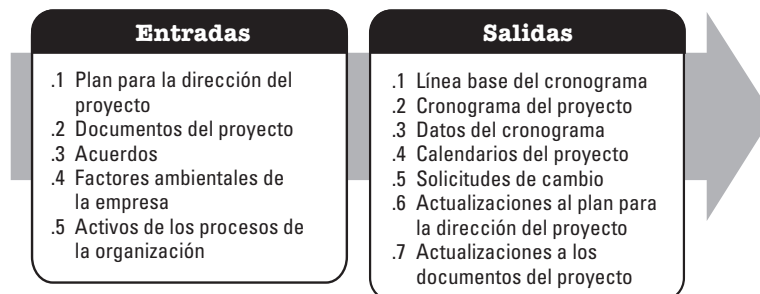 Entradas
.1 Plan para la dirección del
proyecto
.2 Documentos del proyecto
.3 Acuerdos
.4 Factores ambientales de
la empresa
.5 Activos de los procesos de
la organización
Salidas
.1 Línea base del cronograma
.2 Cronograma del proyecto
.3 Datos del cronograma
.4 Calendarios del proyecto
.5 Solicitudes de cambio
.6 Actualizaciones al plan para
la dirección del proyecto
.7 Actualizaciones a los
documentos del proyecto